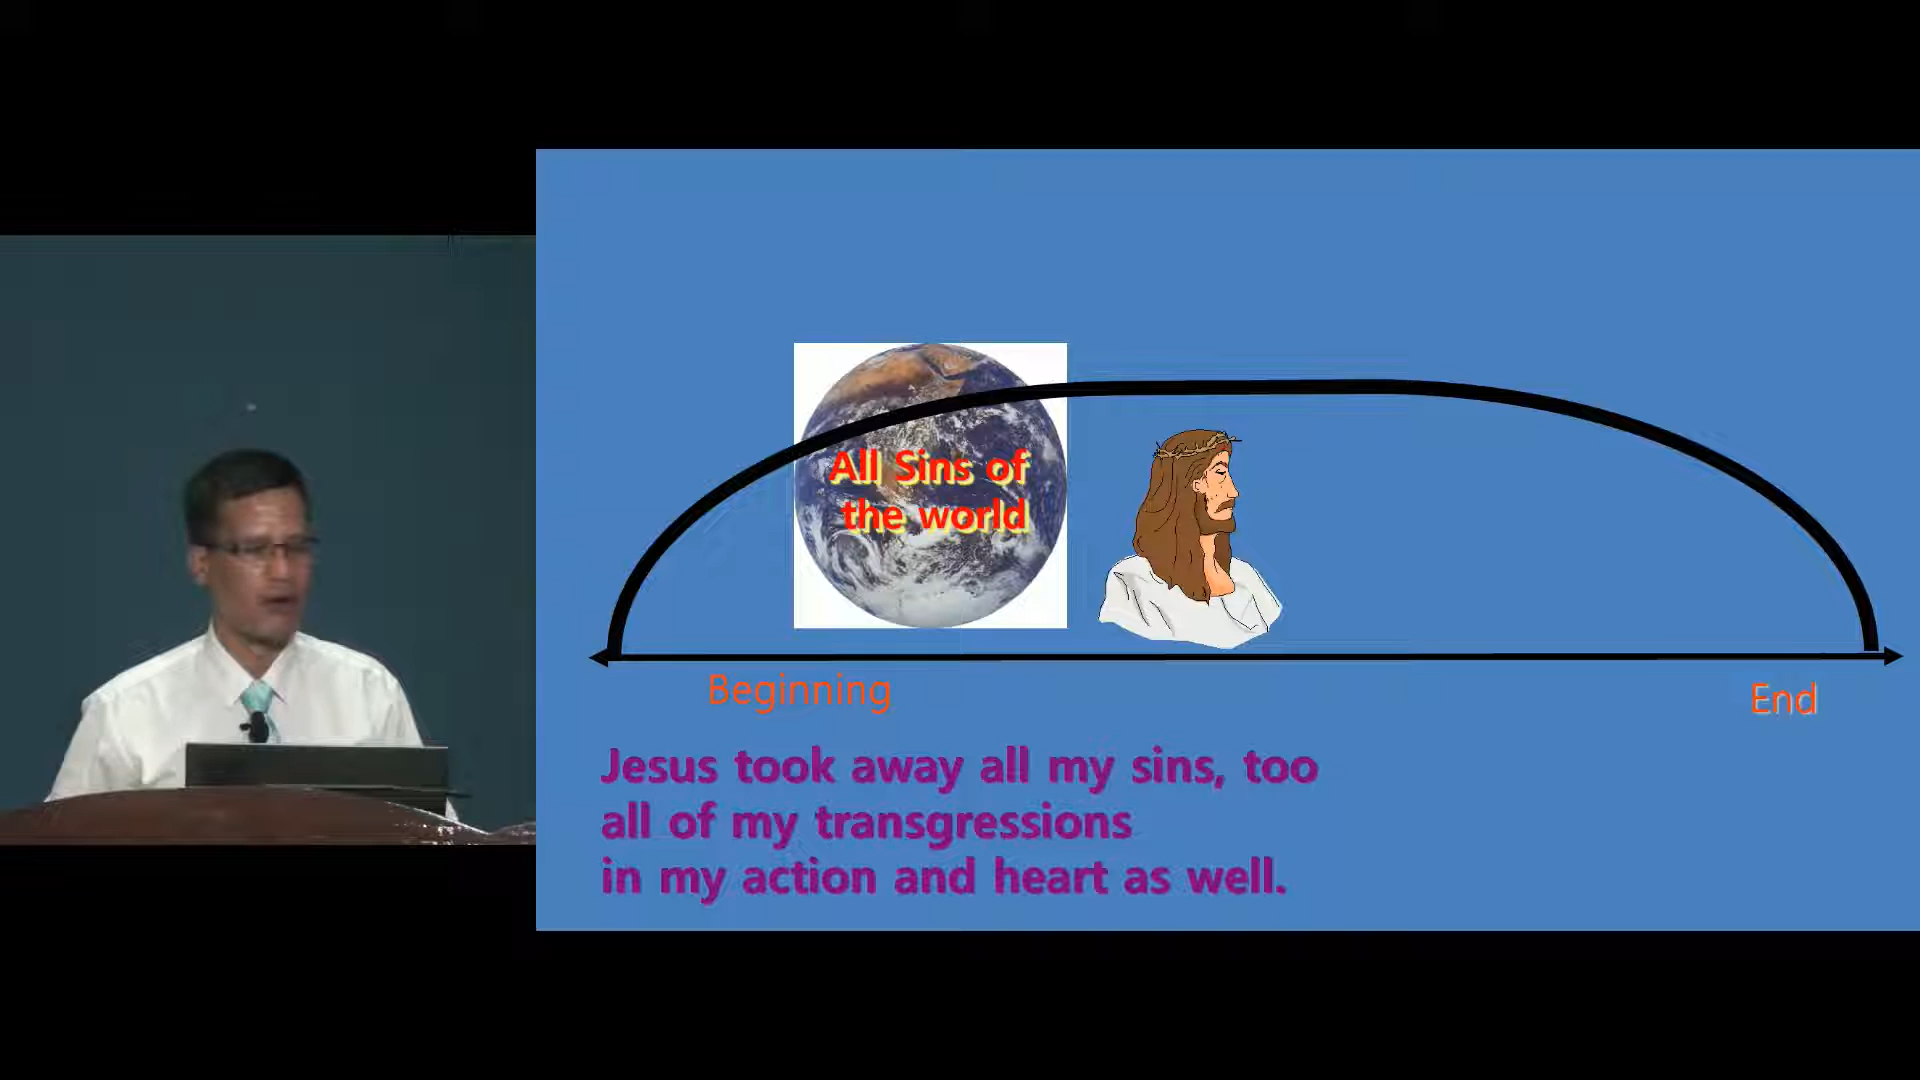 All Sins of
the world
Beginning
End
Jesus took away all my sins, too
all of my transgressions
in my action and heart as well.